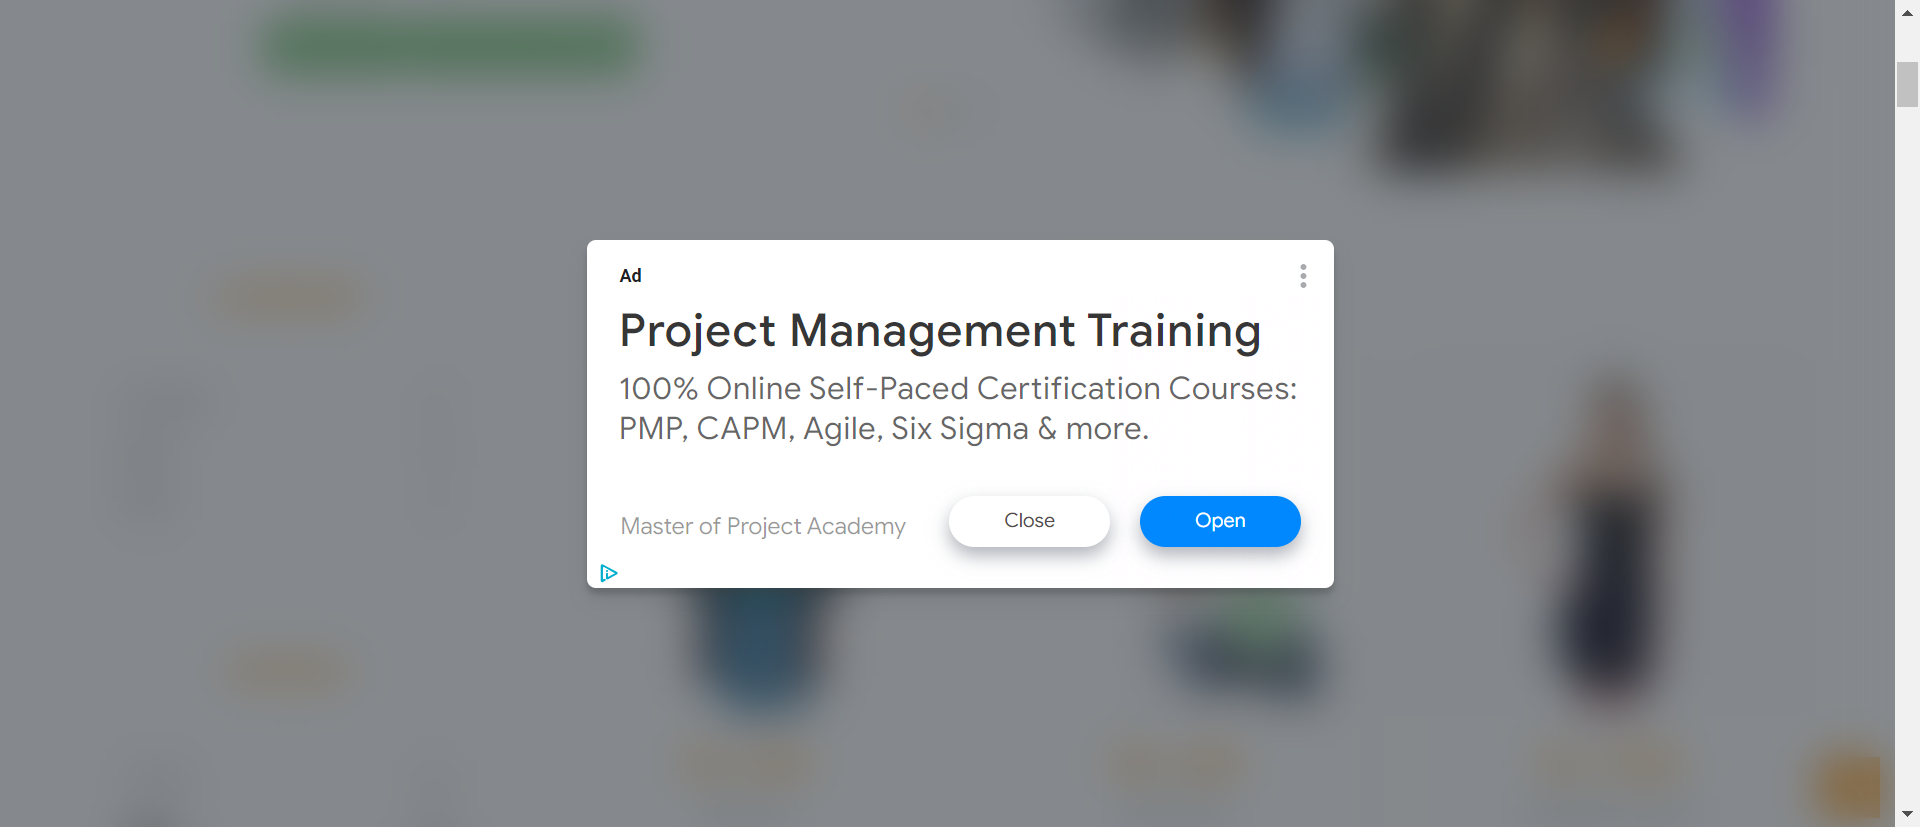 Ad
Project Management Training
100% Online Self-Paced Certification Courses:
PMP, CAPM, Agile, Six Sigma & more.
Master of Project Academy
Close
Open